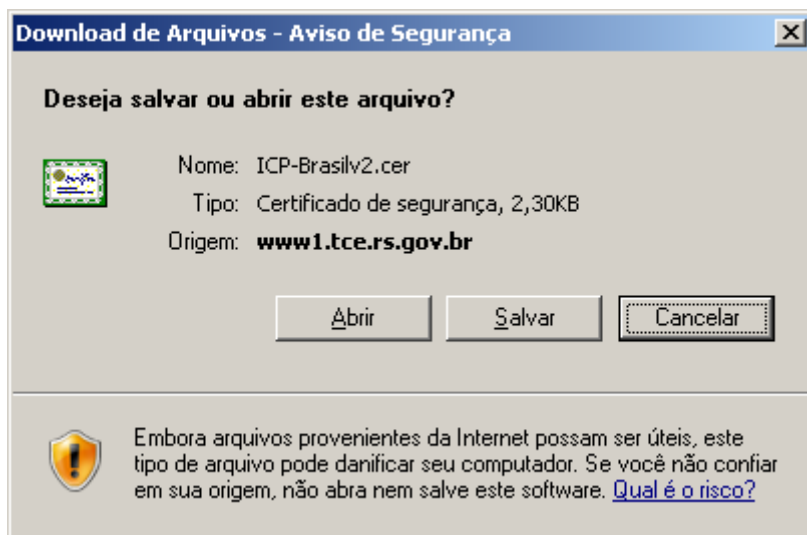 Download de Arquivos - Aviso de Segurança
Deseja salvar ou abrir este arquivo?
Nome: ICP-Brasilv2.cer
Tipo: Certificado de segurança, 2,30KB
Origem: www1.tce.rs.gov.br
Abrir Salvar Cancelar
Embora arquivos provenientes da Internet possam ser úteis, este
tipo de arquivo pode danificar seu computador. Se você não confiar
em sua origem, não abra nem salve este software. Qual é o risco?